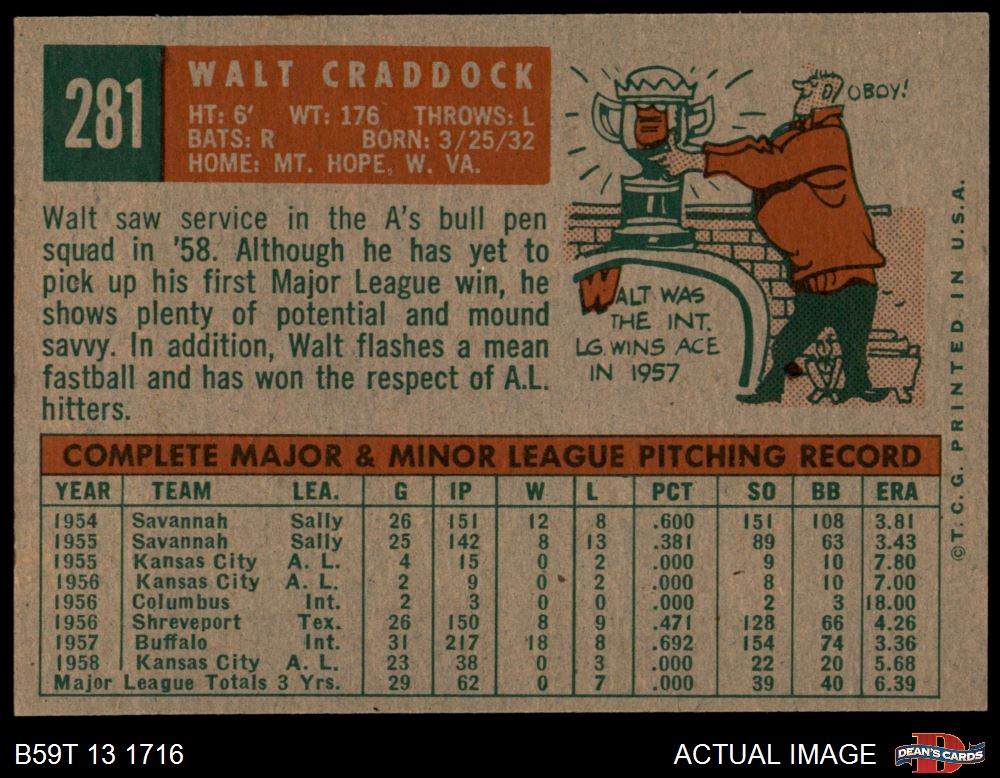 281
WALT CRADDOCK
HT: 6' WT: 176 THROWS: L
BATS: R BORN: 3/25/32
HOME: MT. HOPE, W. VA.
Walt saw service in the A's bull pen
squad in '58. Although he has yet to
pick up his first Major League win, he
shows plenty of potential and mound
savvy. In addition, Walt flashes a mean
fastball and has won the respect of A.L.
hitters.
O BOY!
WALT WAS
THE INT.
LG. WINS ACE
IN 1957
©T. C. G. PRINTED IN U.S.A.
COMPLETE MAJOR & MINOR LEAGUE PITCHING RECORD
YEAR TEAM LEA. G IP W L PCT SO BB ERA
1954 Savannah Sally 26 151 12 8 .600 151 108 3.81
1955 Savannah Sally 25 142 8 13 .381 89 63 3.43
1955 Kansas City A. L. 4 15 0 2 .000 9 10 7.80
1956 Kansas City A. L. 2 9 0 2 .000 8 10 7.00
1956 Columbus Int. 2 3 0 0 .000 2 3 18.00
1956 Shreveport Tex. 26 150 8 9 .471 128 66 4.26
1957 Buffalo Int. 31 217 18 8 .692 154 74 3.36
1958 Kansas City A. L. 23 38 0 3 .000 22 20 5.68
Major League Totals 3 Yrs. 29 62 0 7 .000 39 40 6.39
B59T 13 1716
ACTUAL IMAGE
DEAN'S CARDS